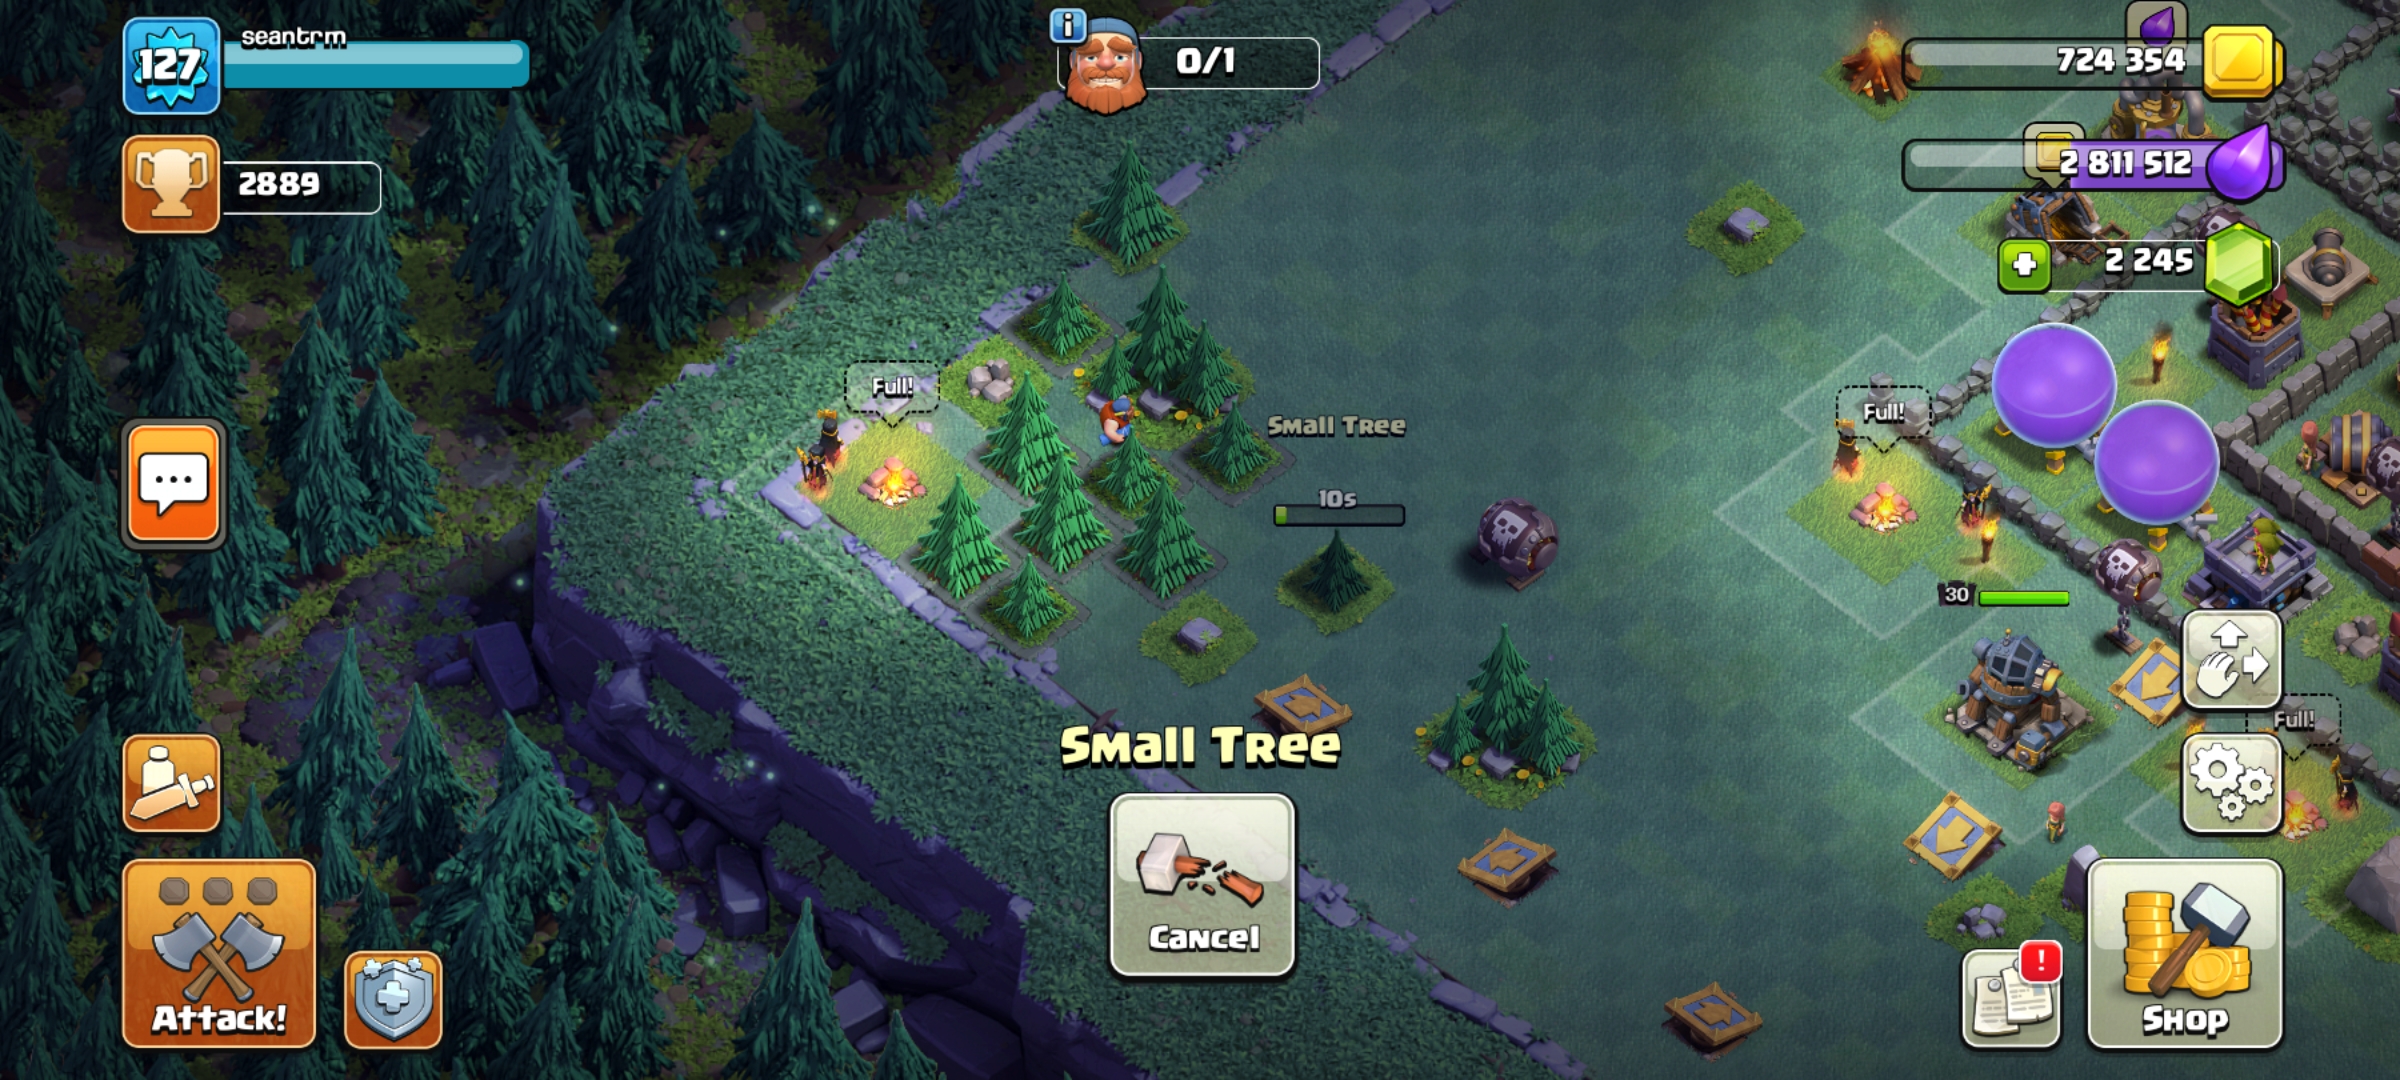 127
seantrm
i
0/1
724 354
2889
2 811 512
2 245
Full!
Full!
Small Tree
10s
30
Full!
Small Tree
Cancel
Attack!
!
Shop